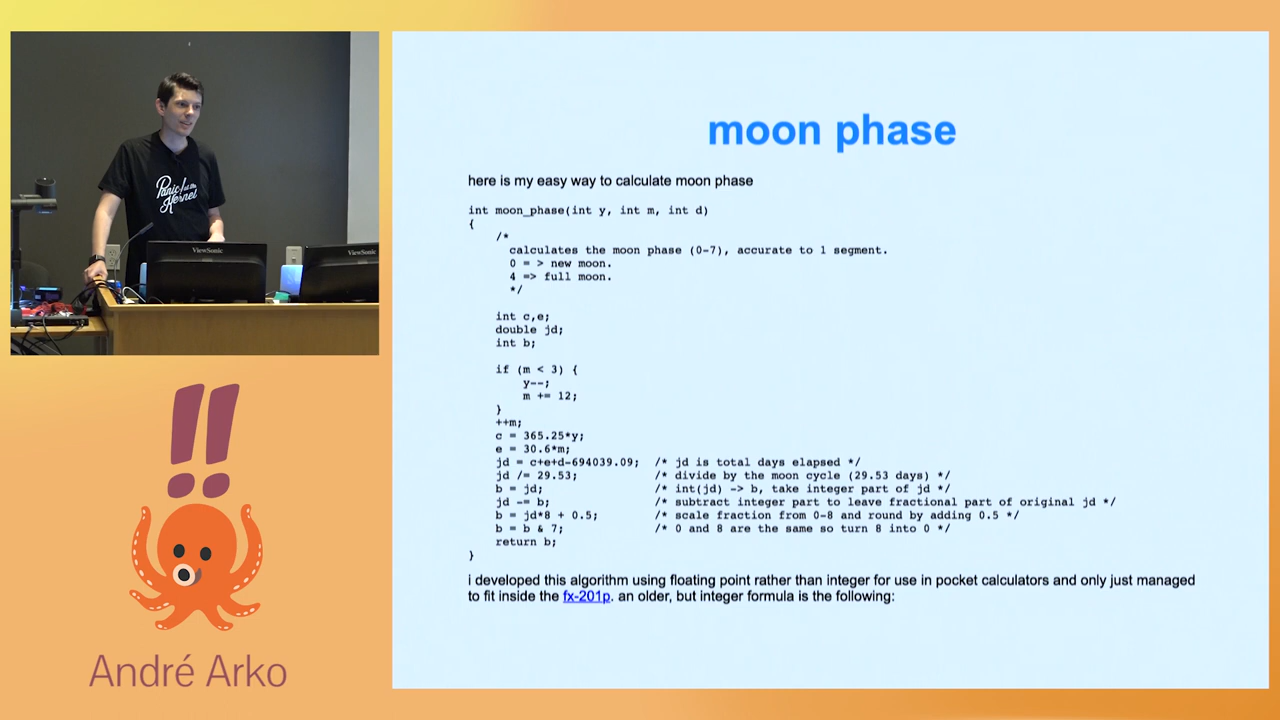 Panic! at the
Kernel
ViewSonic
ViewSonic
!!
André Arko
moon phase
here is my easy way to calculate moon phase
int moon_phase(int y, int m, int d)
{
/*
calculates the moon phase (0-7), accurate to 1 segment.
0 = > new moon.
4 => full moon.
*/
int c,e;
double jd;
int b;
if (m < 3) {
y--;
m += 12;
}
++m;
c = 365.25*y;
e = 30.6*m;
jd = c+e+d-694039.09; /* jd is total days elapsed */
jd /= 29.53; /* divide by the moon cycle (29.53 days) */
b = jd; /* int(jd) -> b, take integer part of jd */
jd -= b; /* subtract integer part to leave fractional part of original jd */
b = jd*8 + 0.5; /* scale fraction from 0-8 and round by adding 0.5 */
b = b & 7; /* 0 and 8 are the same so turn 8 into 0 */
return b;
}
i developed this algorithm using floating point rather than integer for use in pocket calculators and only just managed
to fit inside the fx-201p. an older, but integer formula is the following: